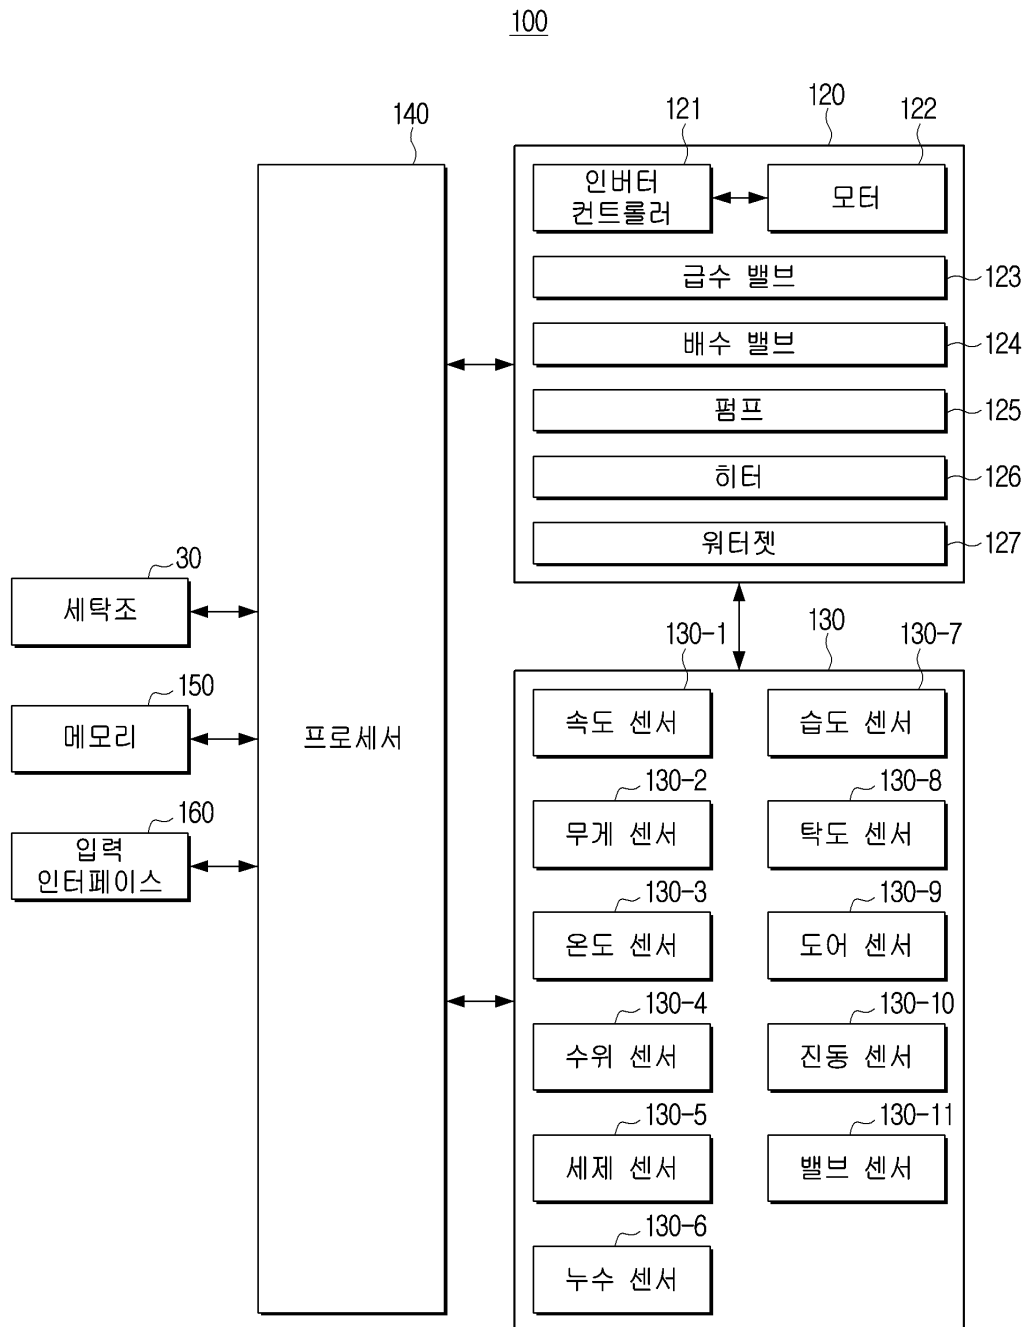 100
140
121
120
122
인버터
컨트롤러
모터
급수 밸브
123
배수 밸브
124
펌프
125
히터
126
워터젯
127
30
세탁조
150
메모리
160
입력
인터페이스
프로세서
130-1
130
130-7
속도 센서
습도 센서
130-2
130-8
무게 센서
탁도 센서
130-3
130-9
온도 센서
도어 센서
130-4
130-10
수위 센서
진동 센서
130-5
130-11
세제 센서
밸브 센서
130-6
누수 센서